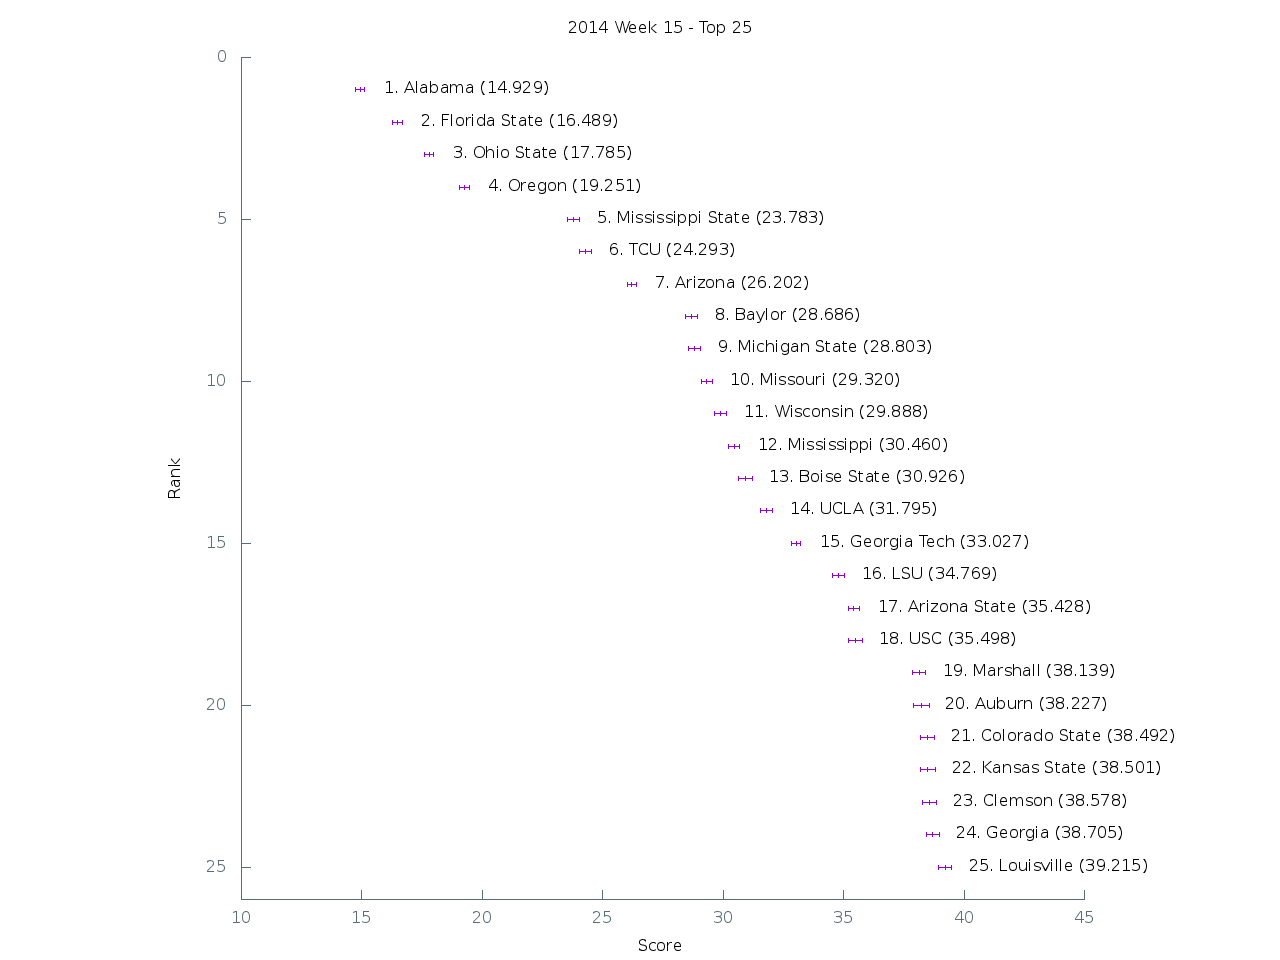 2014 Week 15 - Top 25
0
1. Alabama (14.929)
2. Florida State (16.489)
3. Ohio State (17.785)
4. Oregon (19.251)
5
5. Mississippi State (23.783)
6. TCU (24.293)
7. Arizona (26.202)
8. Baylor (28.686)
9. Michigan State (28.803)
10
10. Missouri (29.320)
11. Wisconsin (29.888)
12. Mississippi (30.460)
Rank
13. Boise State (30.926)
14. UCLA (31.795)
15
15. Georgia Tech (33.027)
16. LSU (34.769)
17. Arizona State (35.428)
18. USC (35.498)
19. Marshall (38.139)
20
20. Auburn (38.227)
21. Colorado State (38.492)
22. Kansas State (38.501)
23. Clemson (38.578)
24. Georgia (38.705)
25
25. Louisville (39.215)
10 15 20 25 30 35 40 45
Score